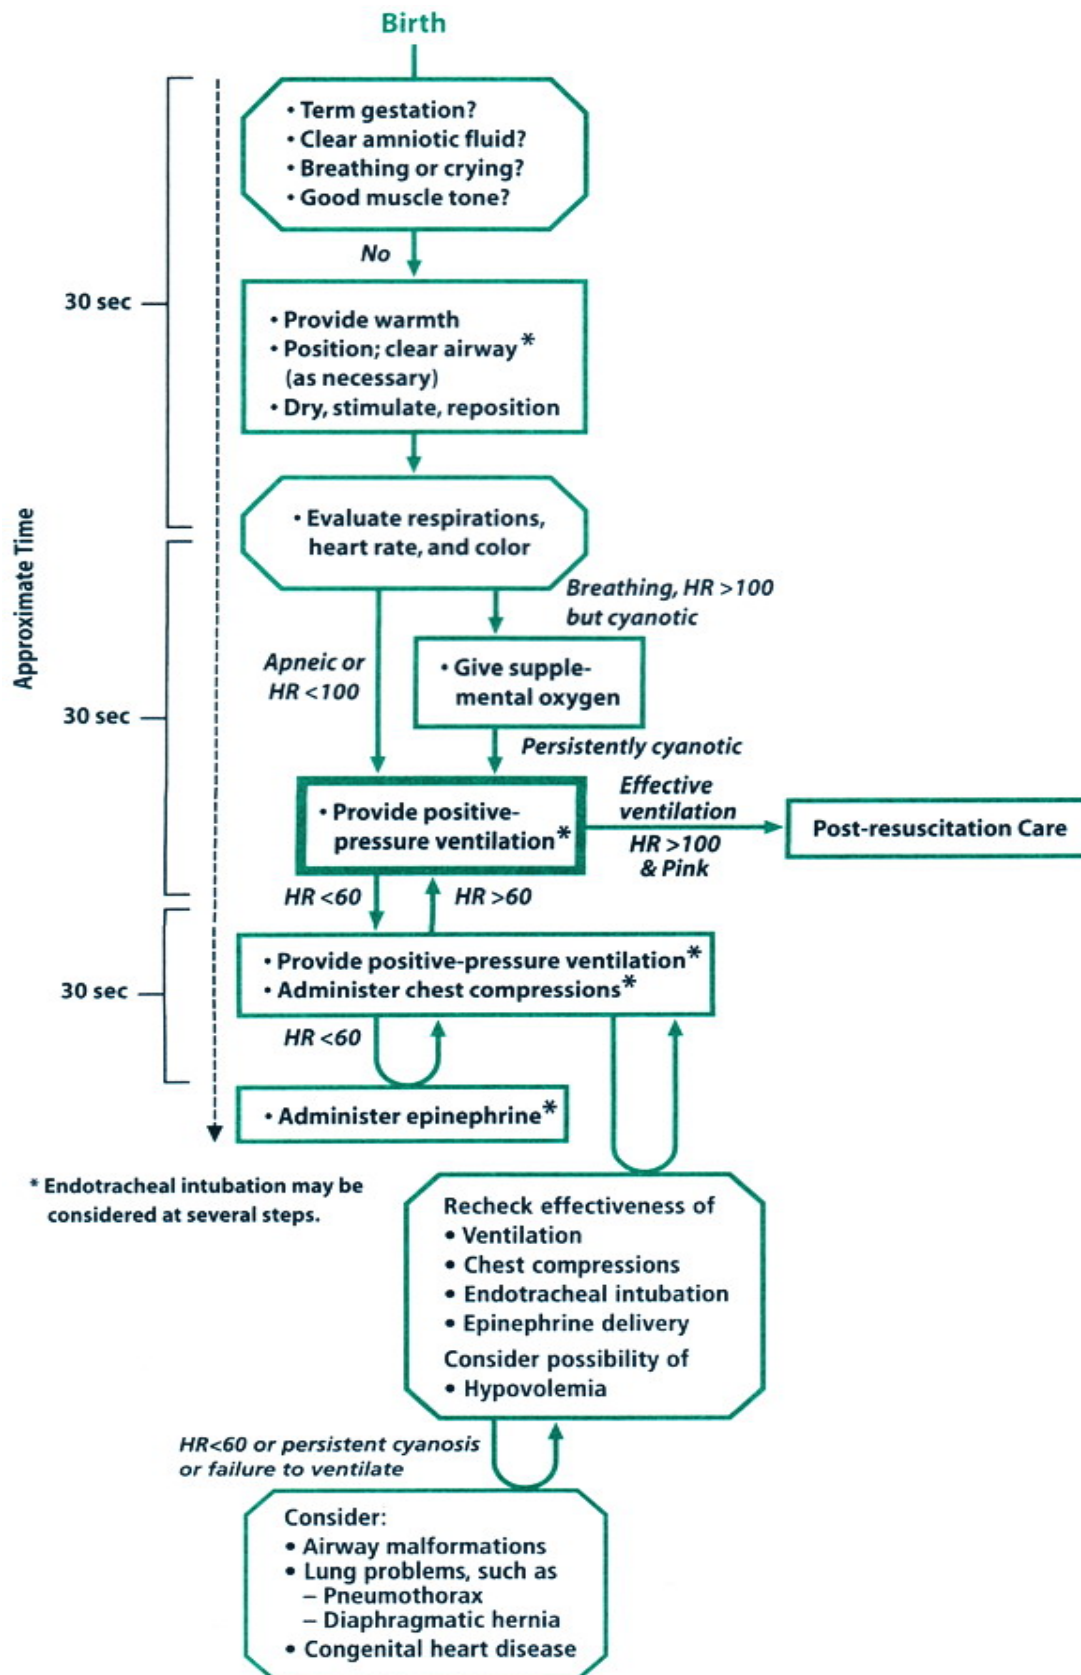 Birth
• Term gestation?
• Clear amniotic fluid?
• Breathing or crying?
• Good muscle tone?
No
30 sec
• Provide warmth
• Position; clear airway*
(as necessary)
• Dry, stimulate, reposition
• Evaluate respirations,
heart rate, and color
Approximate Time
Breathing, HR >100
but cyanotic
Apneic or
HR <100
• Give supple-
mental oxygen
30 sec
Persistently cyanotic
• Provide positive-
pressure ventilation*
Effective
ventilation
HR >100
& Pink
Post-resuscitation Care
HR <60
HR >60
30 sec
• Provide positive-pressure ventilation*
• Administer chest compressions*
HR <60
• Administer epinephrine*
* Endotracheal intubation may be
considered at several steps.
Recheck effectiveness of
• Ventilation
• Chest compressions
• Endotracheal intubation
• Epinephrine delivery
Consider possibility of
• Hypovolemia
HR<60 or persistent cyanosis
or failure to ventilate
Consider:
• Airway malformations
• Lung problems, such as
– Pneumothorax
– Diaphragmatic hernia
• Congenital heart disease